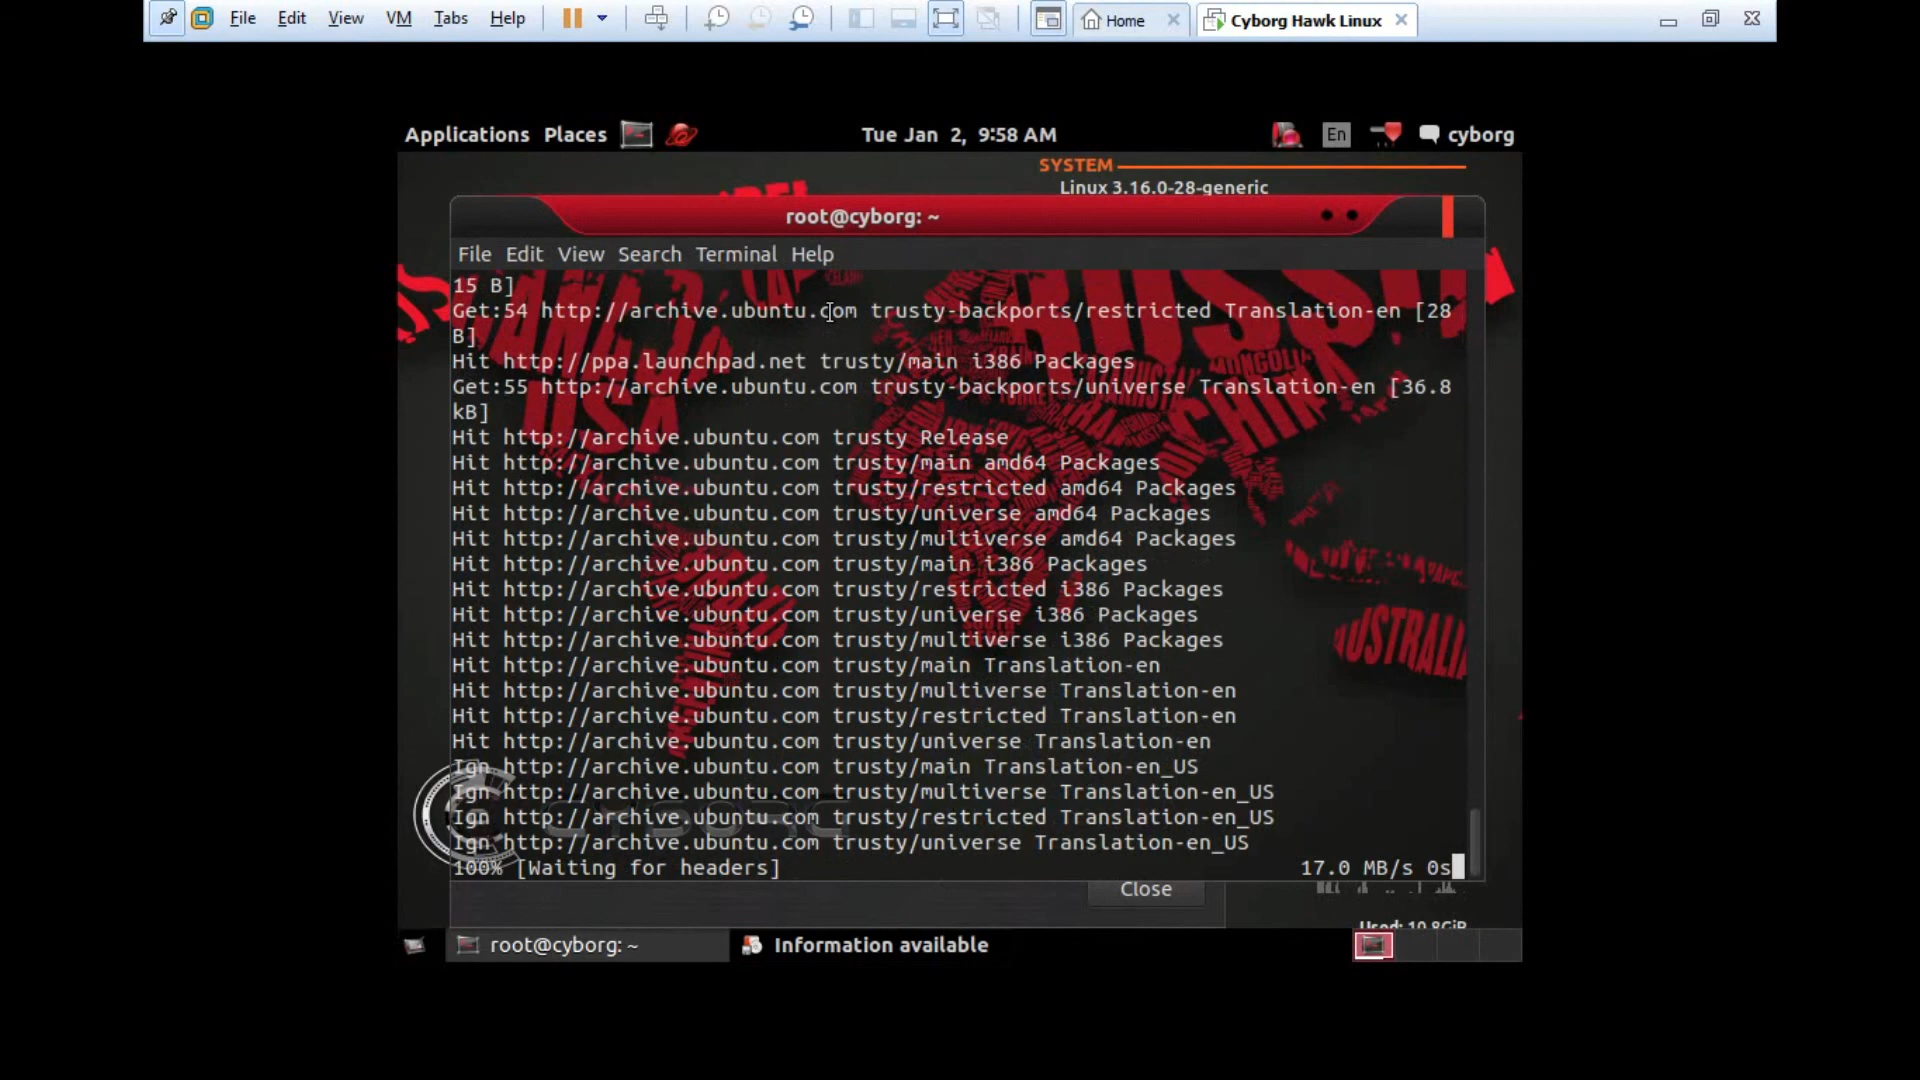 File Edit View VM Tabs Help Home Cyborg Hawk Linux
Applications Places Tue Jan 2, 9:58 AM En cyborg
SYSTEM
Linux 3.16.0-28-generic
root@cyborg: ~
File Edit View Search Terminal Help
15 B]
Get:54 http://archive.ubuntu.com trusty-backports/restricted Translation-en [28
B]
Hit http://ppa.launchpad.net trusty/main i386 Packages
Get:55 http://archive.ubuntu.com trusty-backports/universe Translation-en [36.8
kB]
Hit http://archive.ubuntu.com trusty Release
Hit http://archive.ubuntu.com trusty/main amd64 Packages
Hit http://archive.ubuntu.com trusty/restricted amd64 Packages
Hit http://archive.ubuntu.com trusty/universe amd64 Packages
Hit http://archive.ubuntu.com trusty/multiverse amd64 Packages
Hit http://archive.ubuntu.com trusty/main i386 Packages
Hit http://archive.ubuntu.com trusty/restricted i386 Packages
Hit http://archive.ubuntu.com trusty/universe i386 Packages
Hit http://archive.ubuntu.com trusty/multiverse i386 Packages
Hit http://archive.ubuntu.com trusty/main Translation-en
Hit http://archive.ubuntu.com trusty/multiverse Translation-en
Hit http://archive.ubuntu.com trusty/restricted Translation-en
Hit http://archive.ubuntu.com trusty/universe Translation-en
Ign http://archive.ubuntu.com trusty/main Translation-en_US
Ign http://archive.ubuntu.com trusty/multiverse Translation-en_US
Ign http://archive.ubuntu.com trusty/restricted Translation-en_US
Ign http://archive.ubuntu.com trusty/universe Translation-en_US
100% [Waiting for headers] 17.0 MB/s 0s
Close
Used: 10.8GiB
root@cyborg: ~ Information available
USA
RUSSIA
CHINA
MONGOLIA
AUSTRALIA
CYBORG